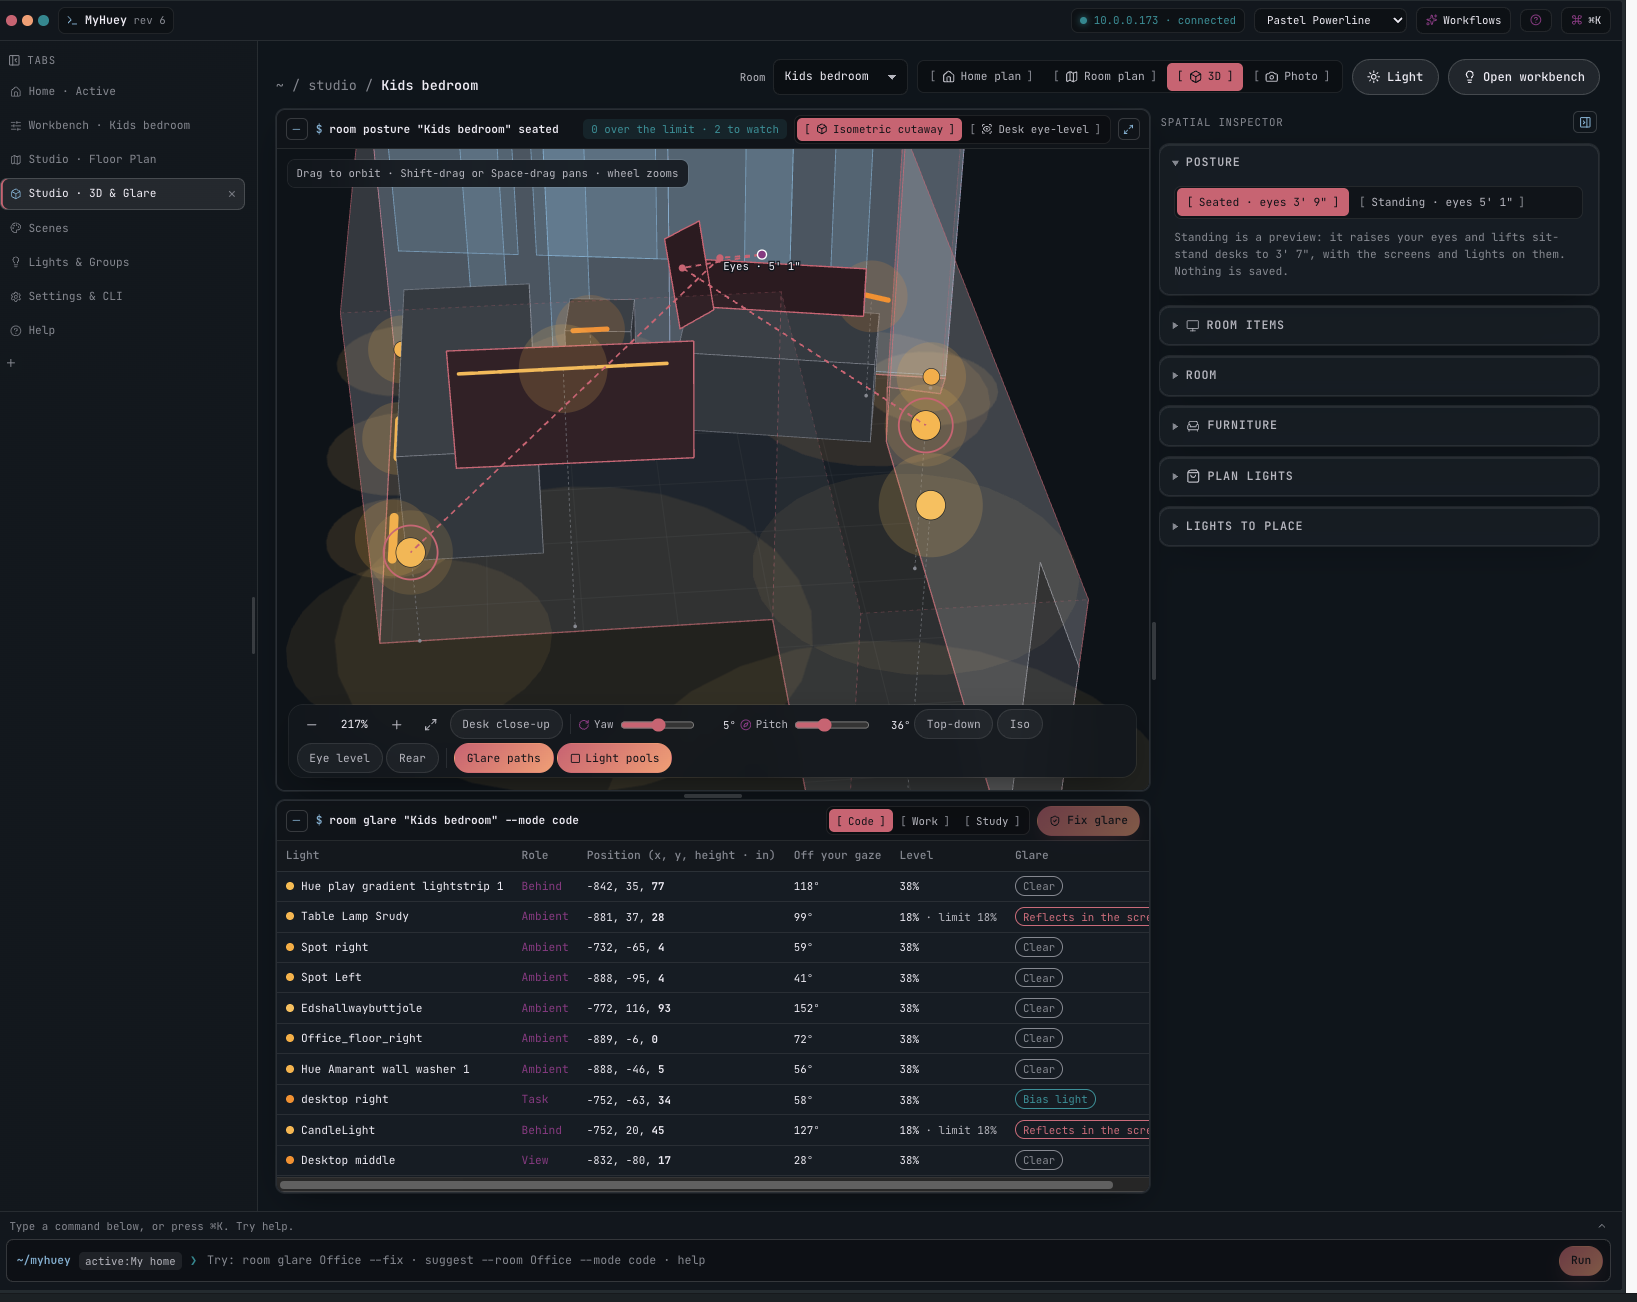 MyHuey rev 6
10.0.0.173 · connected
Pastel Powerline
Workflows
⌘K
TABS
Home · Active
Workbench · Kids bedroom
Studio · Floor Plan
Studio · 3D & Glare
Scenes
Lights & Groups
Settings & CLI
Help
~ / studio / Kids bedroom
Room
Kids bedroom
[ Home plan ] [ Room plan ] [ 3D ] [ Photo ]
Light
Open workbench
$ room posture "Kids bedroom" seated
0 over the limit · 2 to watch
[ Isometric cutaway ] [ Desk eye-level ]
Drag to orbit · Shift-drag or Space-drag pans · wheel zooms
Eyes · 5' 1"
− 217% +
Desk close-up
Yaw 5°
Pitch 36°
Top-down
Iso
Eye level
Rear
Glare paths
Light pools
SPATIAL INSPECTOR
POSTURE
[ Seated · eyes 3' 9" ] [ Standing · eyes 5' 1" ]
Standing is a preview: it raises your eyes and lifts sit-
stand desks to 3' 7", with the screens and lights on them.
Nothing is saved.
ROOM ITEMS
ROOM
FURNITURE
PLAN LIGHTS
LIGHTS TO PLACE
$ room glare "Kids bedroom" --mode code
[ Code ] [ Work ] [ Study ]
Fix glare
Light Role Position (x, y, height · in) Off your gaze Level Glare
Hue play gradient lightstrip 1 Behind -842, 35, 77 118° 38% Clear
Table Lamp Srudy Ambient -881, 37, 28 99° 18% · limit 18% Reflects in the scre
Spot right Ambient -732, -65, 4 59° 38% Clear
Spot Left Ambient -888, -95, 4 41° 38% Clear
Edshallwaybuttjole Ambient -772, 116, 93 152° 38% Clear
Office_floor_right Ambient -889, -6, 0 72° 38% Clear
Hue Amarant wall washer 1 Ambient -888, -46, 5 56° 38% Clear
desktop right Task -752, -63, 34 58° 38% Bias light
CandleLight Behind -752, 20, 45 127° 18% · limit 18% Reflects in the scre
Desktop middle View -832, -80, 17 28° 38% Clear
Type a command below, or press ⌘K. Try help.
~/myhuey active:My home ❯ Try: room glare Office --fix · suggest --room Office --mode code · help
Run